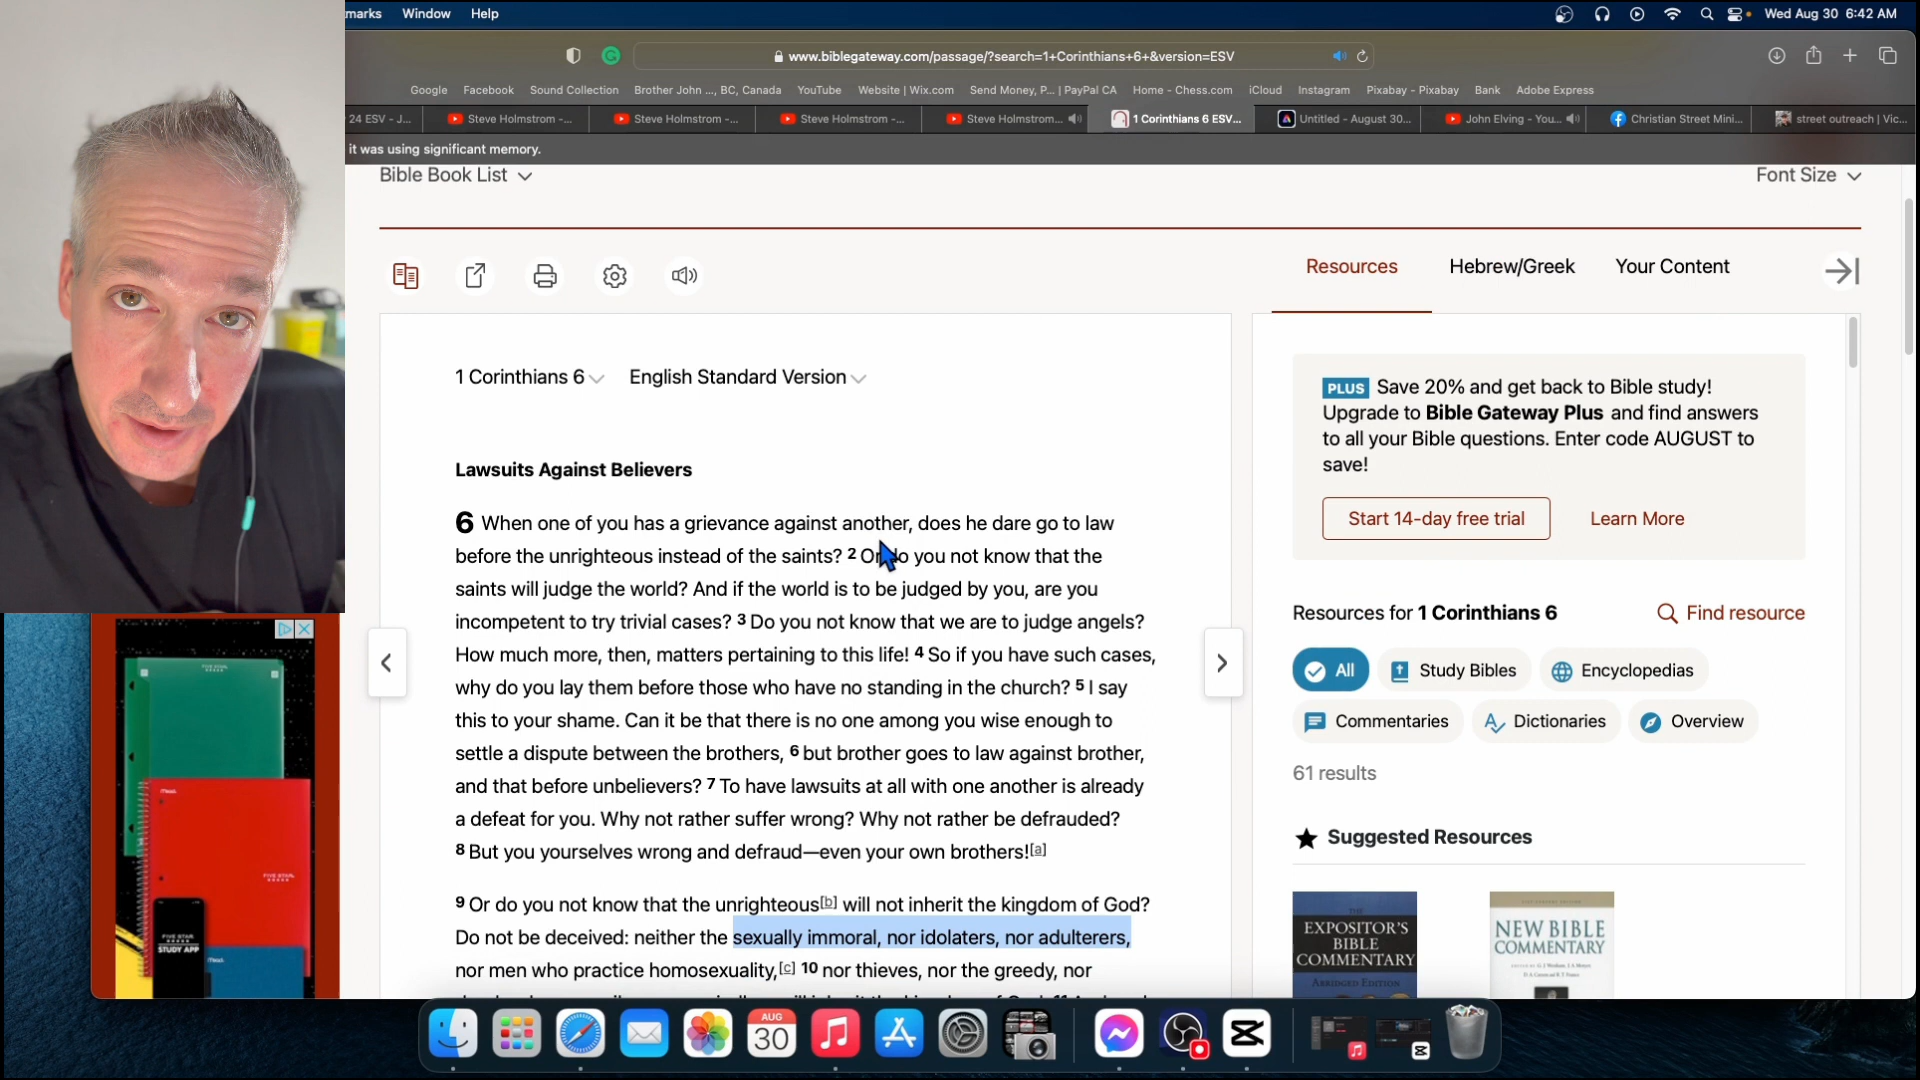 marks Window Help Wed Aug 30 6:42 AM
www.biblegateway.com/passage/?search=1+Corinthians+6+&version=ESV
Google Facebook Sound Collection Brother John ..., BC, Canada YouTube Website | Wix.com Send Money, P... | PayPal CA Home - Chess.com iCloud Instagram Pixabay - Pixabay Bank Adobe Express
24 ESV - J... Steve Holmstrom -... Steve Holmstrom -... Steve Holmstrom -... Steve Holmstrom... 1 Corinthians 6 ESV... Untitled - August 30... John Elving - You... Christian Street Mini... street outreach | Vic...
it was using significant memory.
Bible Book List Font Size
Resources Hebrew/Greek Your Content
1 Corinthians 6 English Standard Version
Lawsuits Against Believers
6 When one of you has a grievance against another, does he dare go to law
before the unrighteous instead of the saints? 2 Or do you not know that the
saints will judge the world? And if the world is to be judged by you, are you
incompetent to try trivial cases? 3 Do you not know that we are to judge angels?
How much more, then, matters pertaining to this life! 4 So if you have such cases,
why do you lay them before those who have no standing in the church? 5 I say
this to your shame. Can it be that there is no one among you wise enough to
settle a dispute between the brothers, 6 but brother goes to law against brother,
and that before unbelievers? 7 To have lawsuits at all with one another is already
a defeat for you. Why not rather suffer wrong? Why not rather be defrauded?
8 But you yourselves wrong and defraud—even your own brothers![a]
9 Or do you not know that the unrighteous[b] will not inherit the kingdom of God?
Do not be deceived: neither the sexually immoral, nor idolaters, nor adulterers,
nor men who practice homosexuality,[c] 10 nor thieves, nor the greedy, nor
PLUS Save 20% and get back to Bible study!
Upgrade to Bible Gateway Plus and find answers
to all your Bible questions. Enter code AUGUST to
save!
Start 14-day free trial Learn More
Resources for 1 Corinthians 6 Find resource
All Study Bibles Encyclopedias
Commentaries Dictionaries Overview
61 results
Suggested Resources
THE
EXPOSITOR'S
BIBLE
COMMENTARY
ABRIDGED EDITION
NEW BIBLE
COMMENTARY
FIVE STAR
Mead
FIVE STAR
FIVE STAR
STUDY APP
Mead
AUG
30